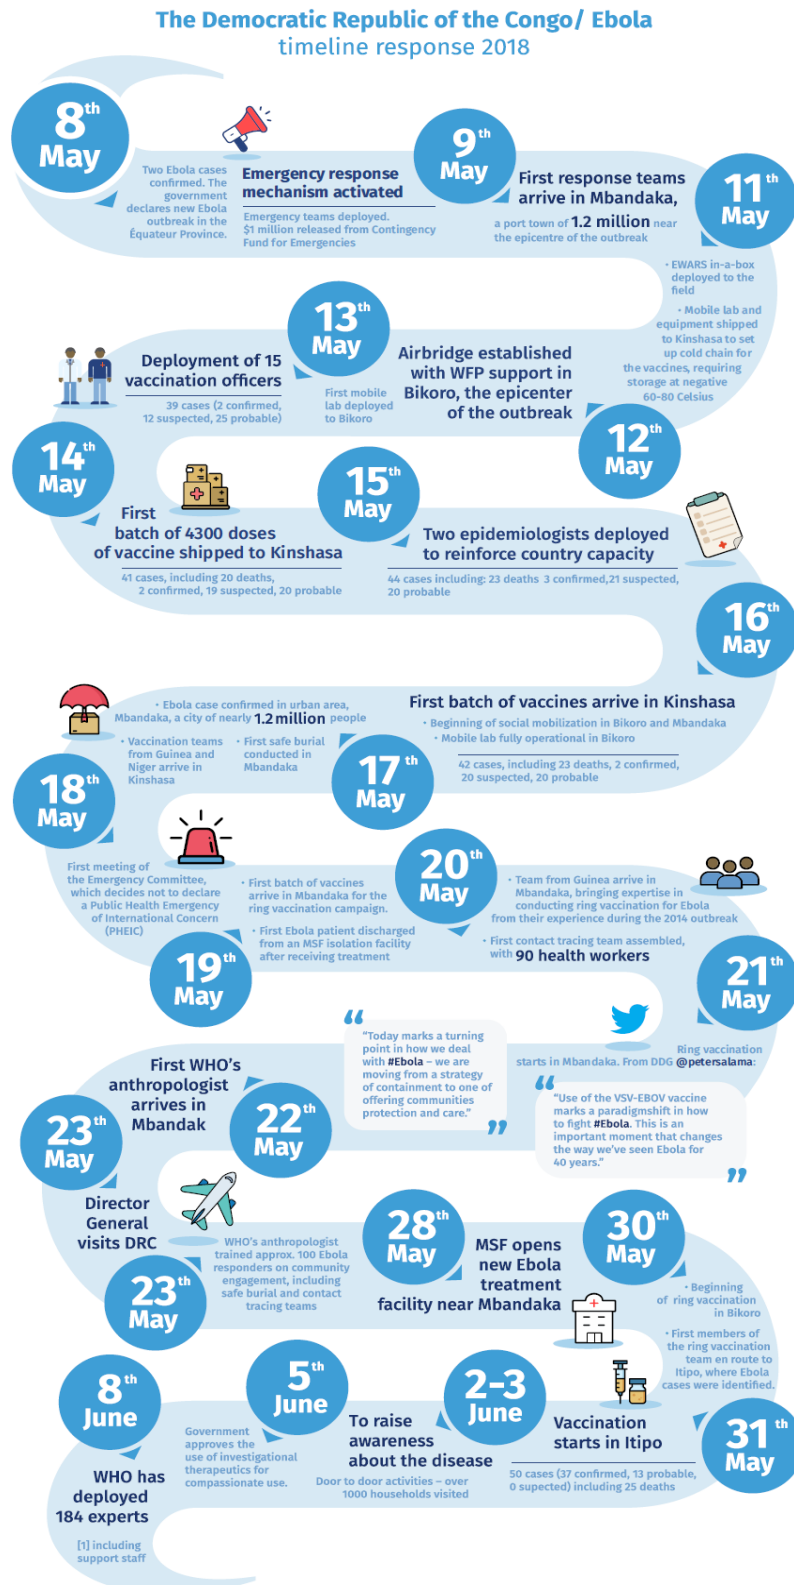 The Democratic Republic of the Congo/ Ebola
timeline response 2018
8th
May
Two Ebola cases
confirmed. The
government
declares new Ebola
outbreak in the
Équateur Province.
Emergency response
mechanism activated
Emergency teams deployed.
$1 million released from Contingency
Fund for Emergencies
9th
May
First response teams
arrive in Mbandaka,
a port town of 1.2 million near
the epicentre of the outbreak
11th
May
• EWARS in-a-box
deployed to the
field
• Mobile lab and
equipment shipped
to Kinshasa to set
up cold chain for
the vaccines, requiring
storage at negative
60-80 Celsius
12th
May
Airbridge established
with WFP support in
Bikoro, the epicenter
of the outbreak
13th
May
First mobile
lab deployed
to Bikoro
Deployment of 15
vaccination officers
39 cases (2 confirmed,
12 suspected, 25 probable)
14th
May
First
batch of 4300 doses
of vaccine shipped to Kinshasa
41 cases, including 20 deaths,
2 confirmed, 19 suspected, 20 probable
15th
May
Two epidemiologists deployed
to reinforce country capacity
44 cases including: 23 deaths 3 confirmed,21 suspected,
20 probable
16th
May
First batch of vaccines arrive in Kinshasa
• Beginning of social mobilization in Bikoro and Mbandaka
• Mobile lab fully operational in Bikoro
42 cases, including 23 deaths, 2 confirmed,
20 suspected, 20 probable
17th
May
• Ebola case confirmed in urban area,
Mbandaka, a city of nearly 1.2 million people
• Vaccination teams
from Guinea and
Niger arrive in
Kinshasa
• First safe burial
conducted in
Mbandaka
18th
May
First meeting of
the Emergency Committee,
which decides not to declare
a Public Health Emergency
of International Concern
(PHEIC)
19th
May
• First batch of vaccines
arrive in Mbandaka for the
ring vaccination campaign.
• First Ebola patient discharged
from an MSF isolation facility
after receiving treatment
20th
May
• Team from Guinea arrive in
Mbandaka, bringing expertise in
conducting ring vaccination for Ebola
from their experience during the 2014 outbreak
• First contact tracing team assembled,
with 90 health workers
21th
May
Ring vaccination
starts in Mbandaka. From DDG @petersalama:
“
“Today marks a turning
point in how we deal
with #Ebola – we are
moving from a strategy
of containment to one of
offering communities
protection and care.”
”
“
“Use of the VSV-EBOV vaccine
marks a paradigmshift in how
to fight #Ebola. This is an
important moment that changes
the way we’ve seen Ebola for
40 years.”
”
22th
May
First WHO’s
anthropologist
arrives in
Mbandak
23th
May
Director
General
visits DRC
23th
May
WHO’s anthropologist
trained approx. 100 Ebola
responders on community
engagement, including
safe burial and contact
tracing teams
28th
May
MSF opens
new Ebola
treatment
facility near Mbandaka
30th
May
• Beginning
of ring vaccination
in Bikoro
• First members of
the ring vaccination
team en route to
Itipo, where Ebola
cases were identified.
31th
May
Vaccination
starts in Itipo
50 cases (37 confirmed, 13 probable,
0 supected) including 25 deaths
2-3
June
To raise
awareness
about the disease
Door to door activities – over
1000 households visited
5th
June
Government
approves the
use of investigational
therapeutics for
compassionate use.
8th
June
WHO has
deployed
184 experts
[1] including
support staff